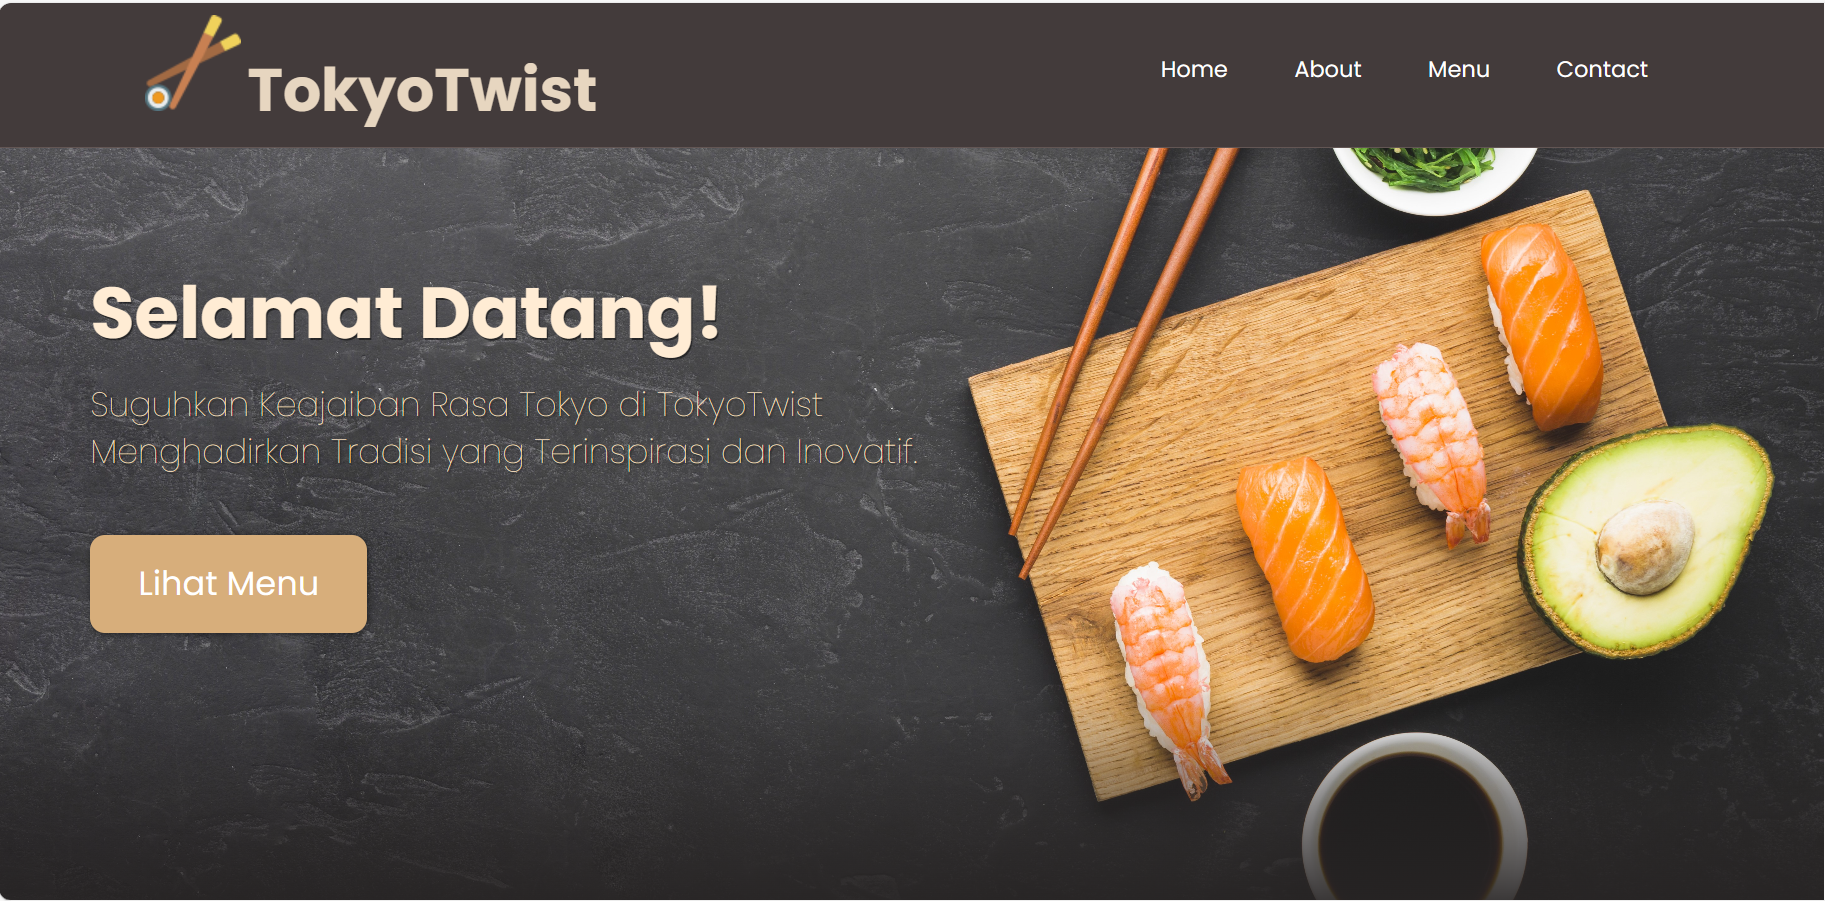 TokyoTwist
Home About Menu Contact
Selamat Datang!
Suguhkan Keajaiban Rasa Tokyo di TokyoTwist
Menghadirkan Tradisi yang Terinspirasi dan Inovatif.
Lihat Menu